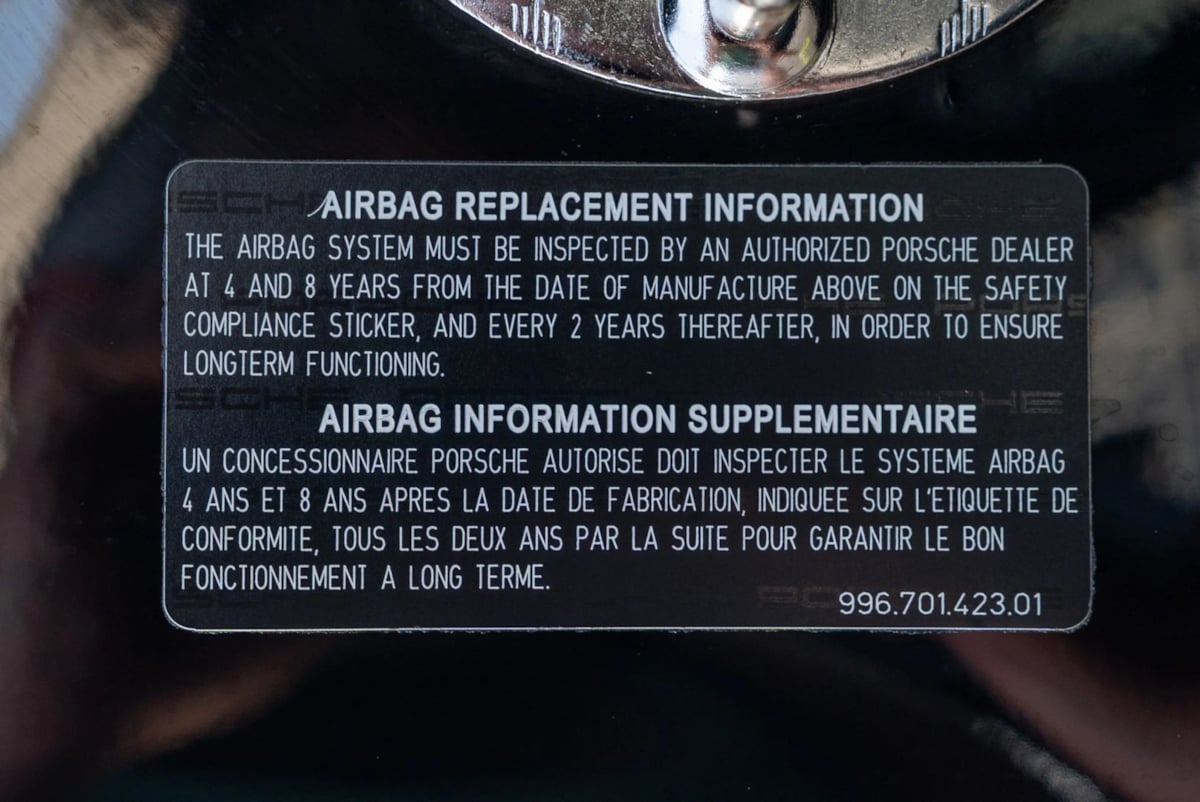 AIRBAG REPLACEMENT INFORMATION
THE AIRBAG SYSTEM MUST BE INSPECTED BY AN AUTHORIZED PORSCHE DEALER
AT 4 AND 8 YEARS FROM THE DATE OF MANUFACTURE ABOVE ON THE SAFETY
COMPLIANCE STICKER, AND EVERY 2 YEARS THEREAFTER, IN ORDER TO ENSURE
LONGTERM FUNCTIONING.
AIRBAG INFORMATION SUPPLEMENTAIRE
UN CONCESSIONNAIRE PORSCHE AUTORISE DOIT INSPECTER LE SYSTEME AIRBAG
4 ANS ET 8 ANS APRES LA DATE DE FABRICATION, INDIQUEE SUR L'ETIQUETTE DE
CONFORMITE, TOUS LES DEUX ANS PAR LA SUITE POUR GARANTIR LE BON
FONCTIONNEMENT A LONG TERME.
996.701.423.01